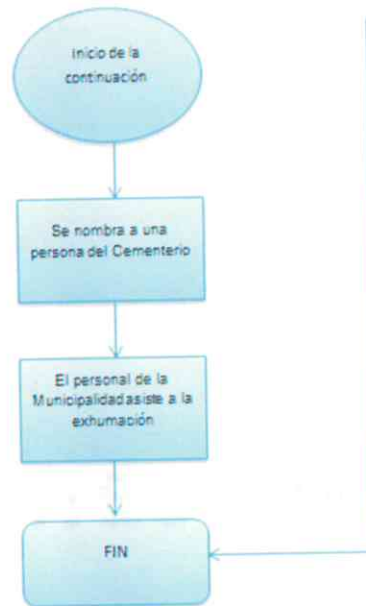 Inicio de la
continuación
Se nombra a una
persona del Cementerio
El personal de la
Municipalidad asiste a la
exhumación
FIN